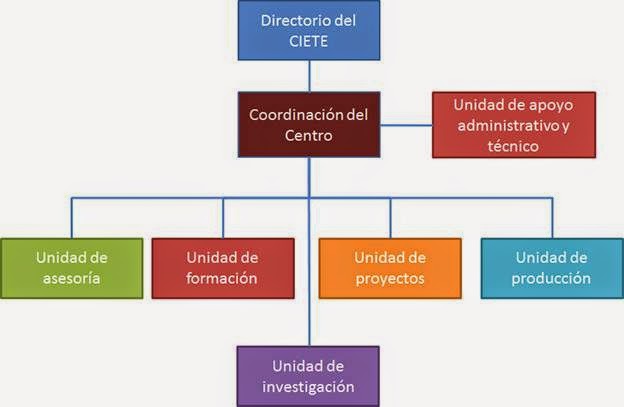 Directorio del
CIETE
Coordinación del
Centro
Unidad de apoyo
administrativo y
técnico
Unidad de
asesoría
Unidad de
formación
Unidad de
proyectos
Unidad de
producción
Unidad de
investigación